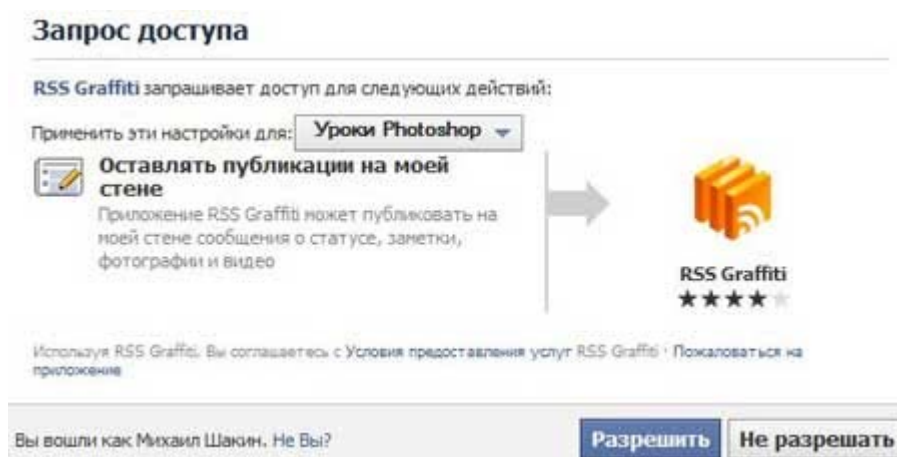 Запрос доступа
RSS Graffiti запрашивает доступ для следующих действий:
Применить эти настройки для: Уроки Photoshop
Оставлять публикации на моей
стене
Приложение RSS Graffiti может публиковать на
моей стене сообщения о статусе, заметки,
фотографии и видео
RSS Graffiti
Используя RSS Graffiti, Вы соглашаетесь с Условия предоставления услуг RSS Graffiti · Пожаловаться на
приложение
Вы вошли как Михаил Шакин. Не Вы?
Разрешить
Не разрешать